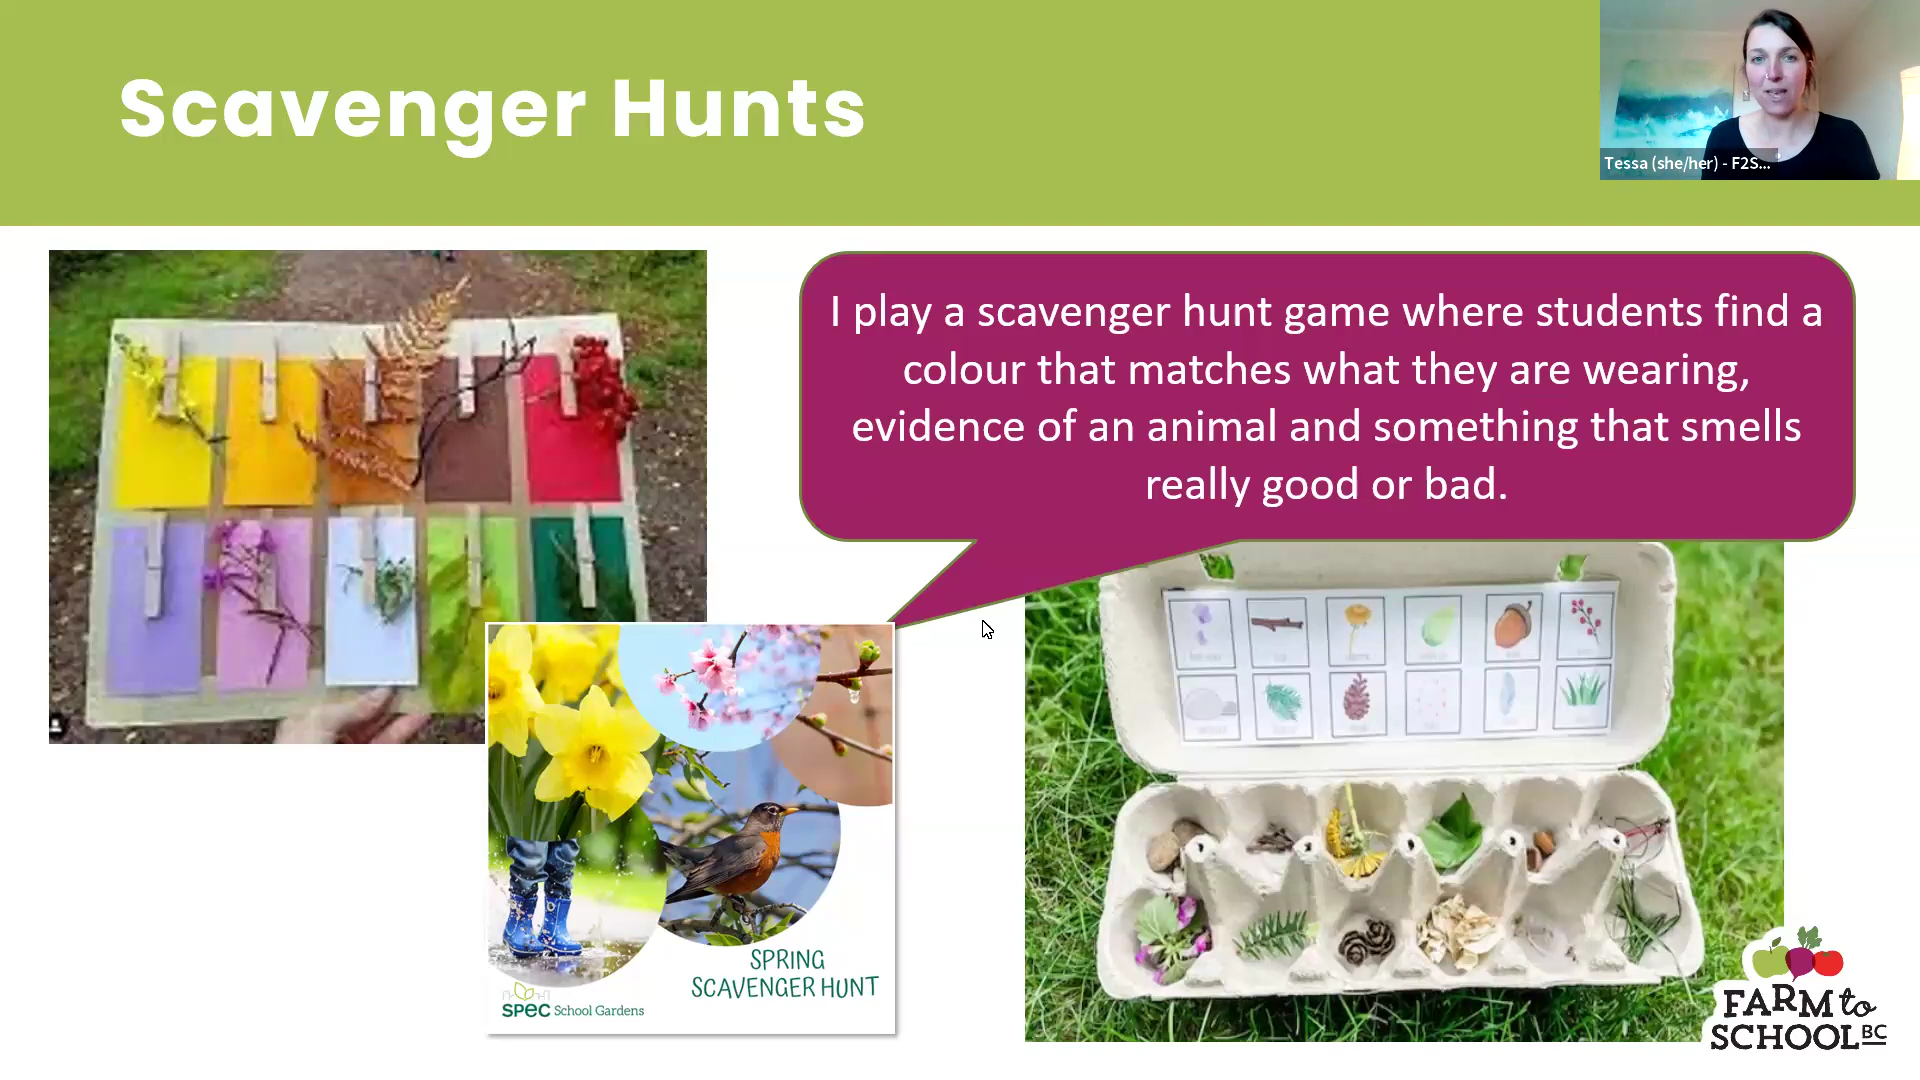 Scavenger Hunts
Tessa (she/her) - F2S...
I play a scavenger hunt game where students find a
colour that matches what they are wearing,
evidence of an animal and something that smells
really good or bad.
SPRING
SCAVENGER HUNT
SPEC School Gardens
FARM to
SCHOOL BC